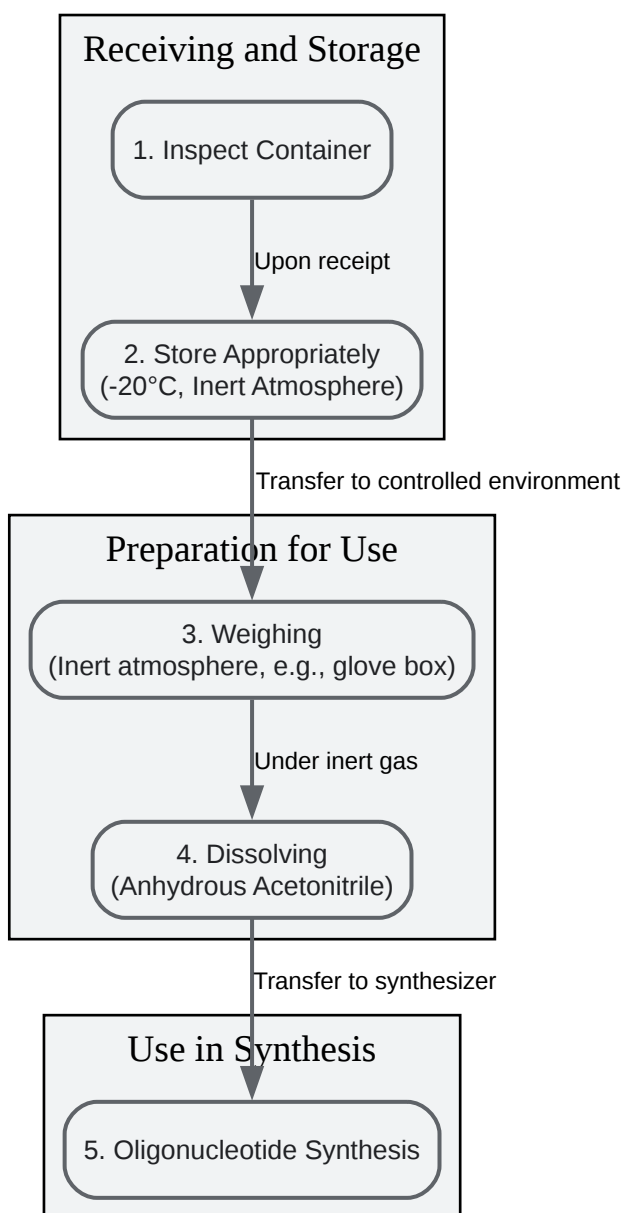 Receiving and Storage
1. Inspect Container
Upon receipt
2. Store Appropriately
(-20°C, Inert Atmosphere)
Transfer to controlled environment
Preparation for Use
3. Weighing
(Inert atmosphere, e.g., glove box)
Under inert gas
4. Dissolving
(Anhydrous Acetonitrile)
Transfer to synthesizer
Use in Synthesis
5. Oligonucleotide Synthesis